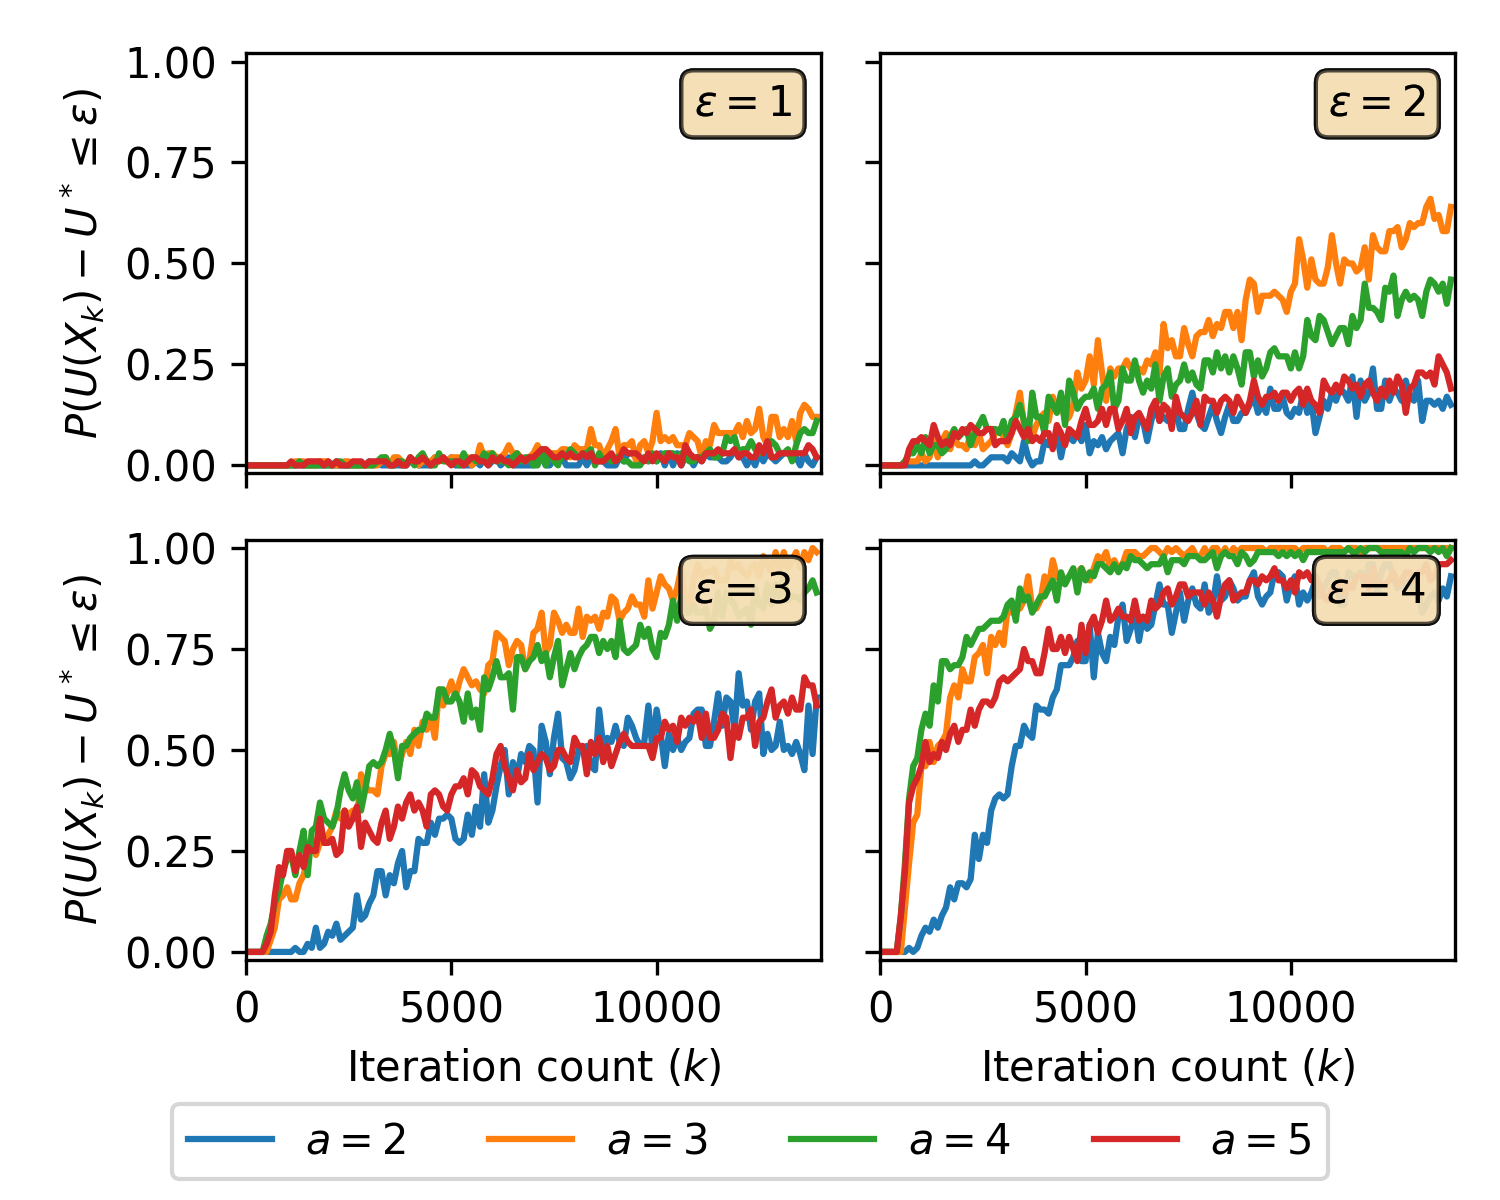 1.00
0.75
0.50
0.25
0.00
P(U(X_k) − U* ≤ ε)
ε = 1
ε = 2
5000
10000
1.00
0.75
0.50
0.25
0.00
P(U(X_k) − U* ≤ ε)
ε = 3
ε = 4
0 5000 10000
0 5000 10000
Iteration count (k)
Iteration count (k)
a = 2 a = 3 a = 4 a = 5